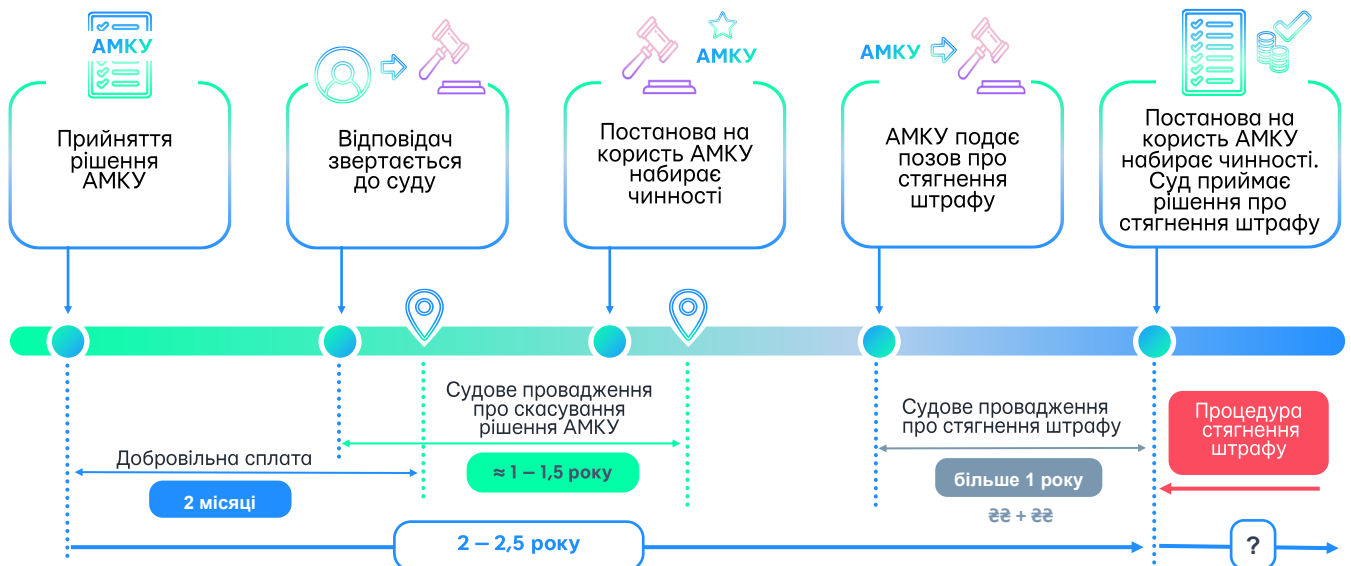 АМКУ
Прийняття
рішення
АМКУ
Відповідач
звертається
до суду
АМКУ
Постанова на
користь АМКУ
набирає
чинності
АМКУ
АМКУ подає
позов про
стягнення
штрафу
Постанова на
користь АМКУ
набирає чинності.
Суд приймає
рішення про
стягнення штрафу
Судове провадження
про скасування
рішення АМКУ
≈ 1 – 1,5 року
Добровільна сплата
2 місяці
Судове провадження
про стягнення штрафу
більше 1 року
₴₴ + ₴₴
Процедура
стягнення
штрафу
2 – 2,5 року
?